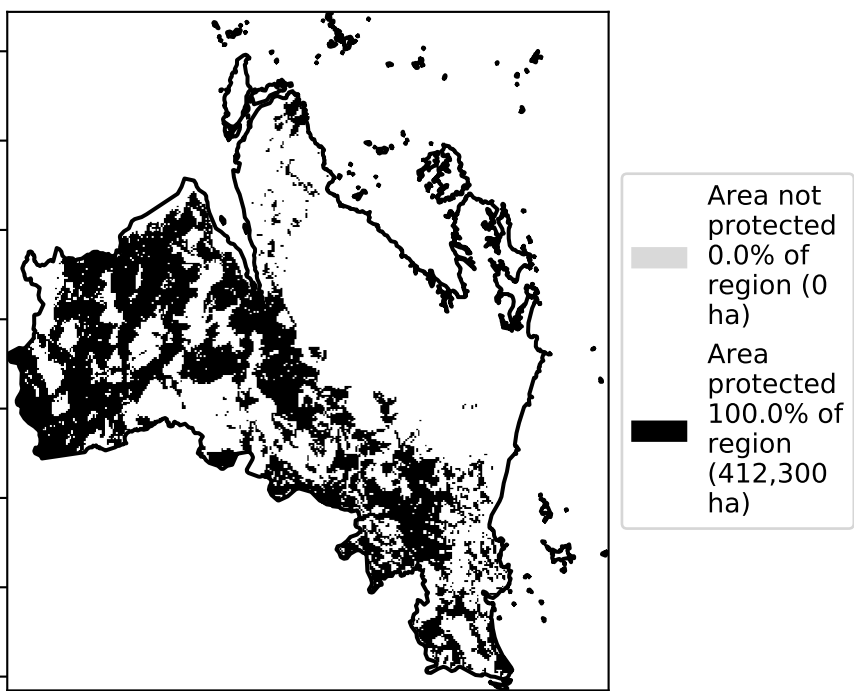 Area not
protected
0.0% of
region (0
ha)
Area
protected
100.0% of
region
(412,300
ha)